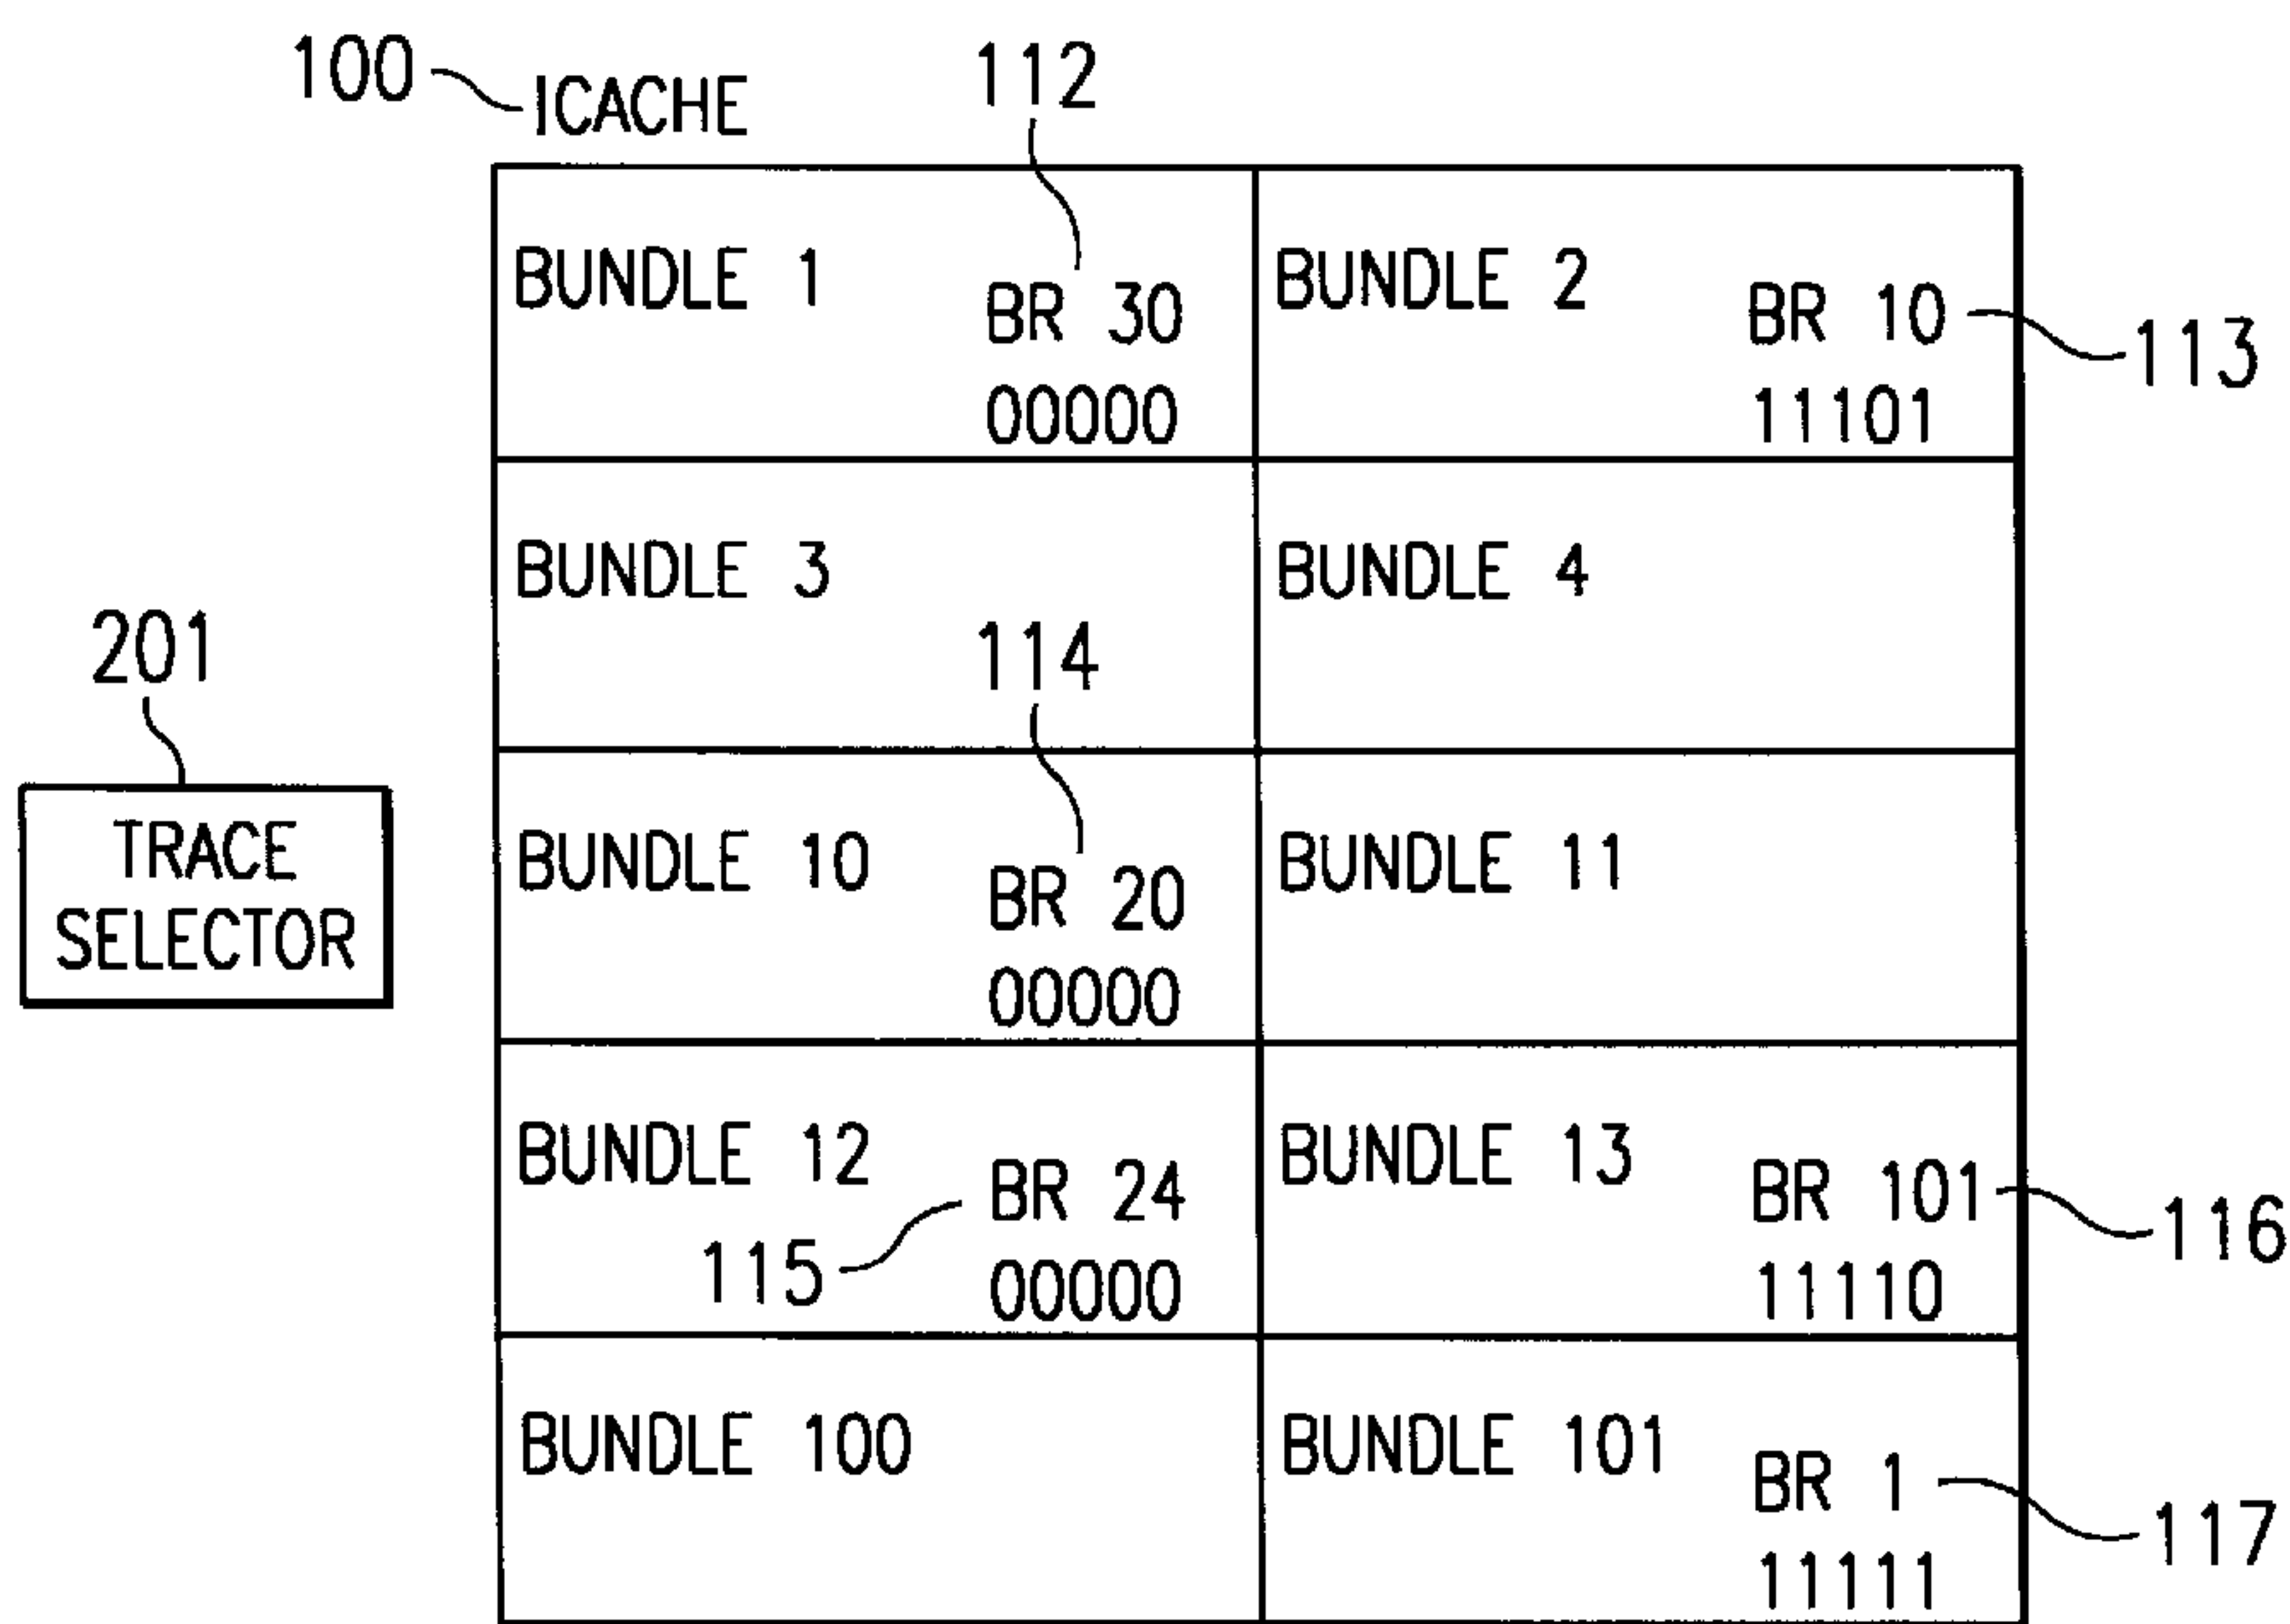 100 ICACHE
112
BUNDLE 1
BR 30
00000
BUNDLE 2
BR 10
11101
113
BUNDLE 3
BUNDLE 4
114
201
TRACE
SELECTOR
BUNDLE 10
BR 20
00000
BUNDLE 11
BUNDLE 12
BR 24
115
00000
BUNDLE 13
BR 101
11110
116
BUNDLE 100
BUNDLE 101
BR 1
11111
117